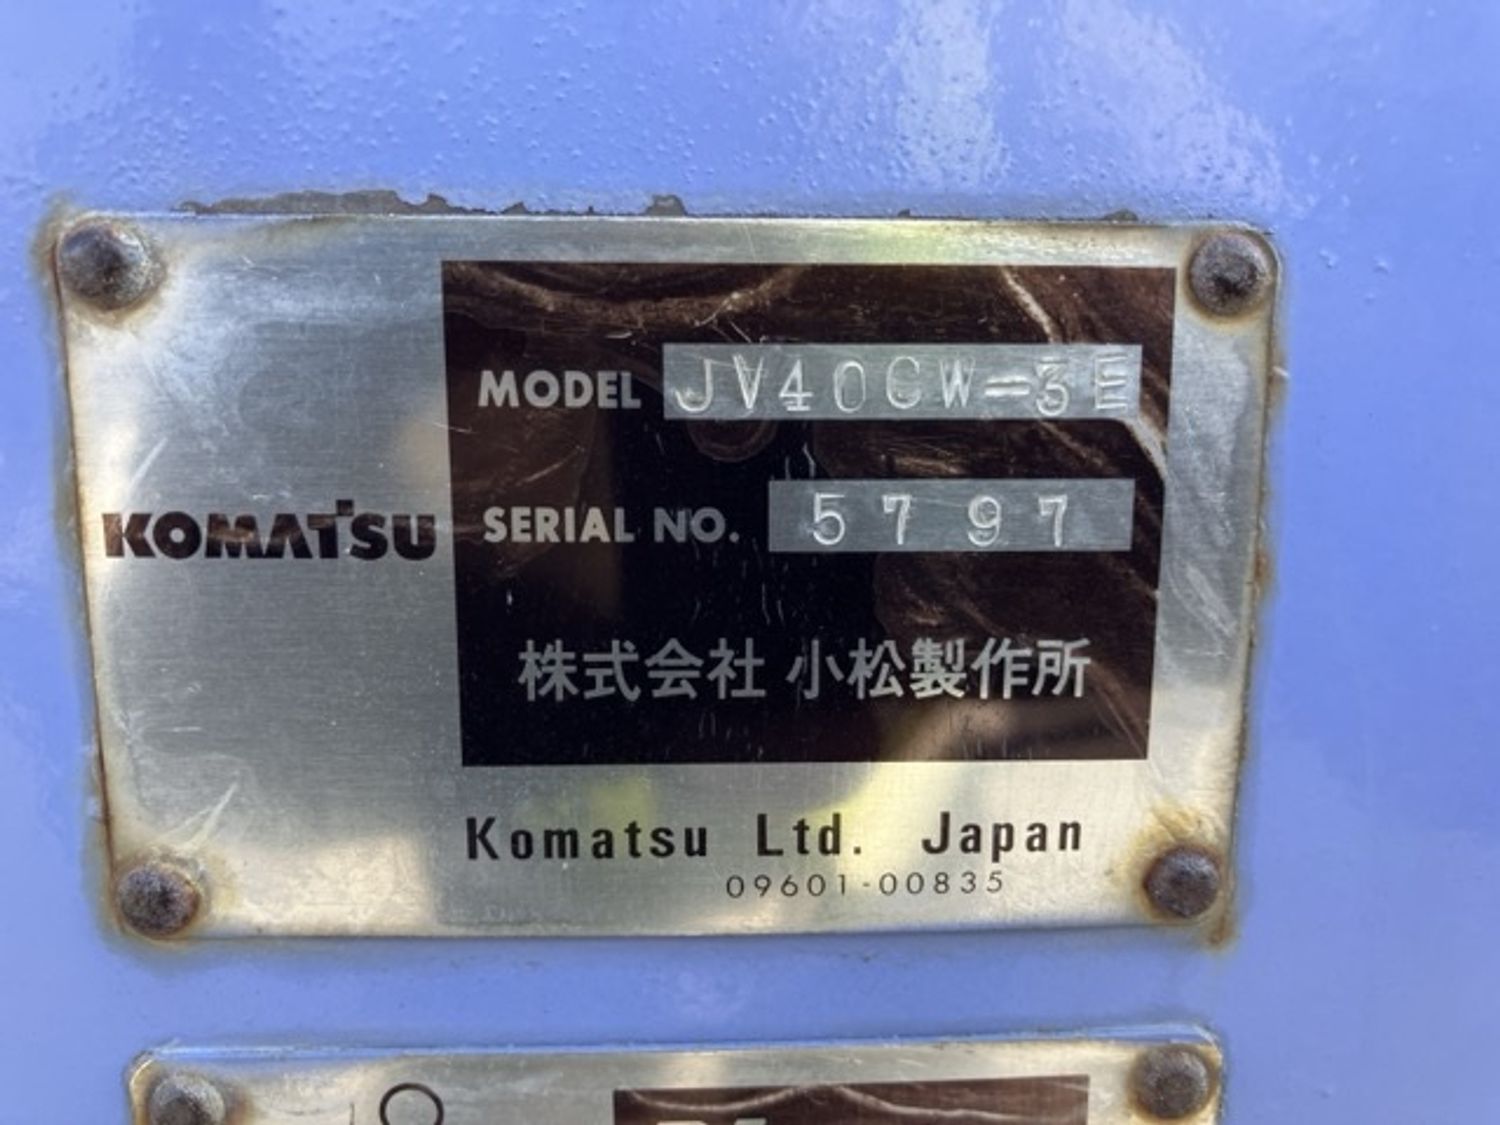 MODEL JV40CW-3E
KOMATSU
SERIAL NO. 5797
株式会社 小松製作所
Komatsu Ltd. Japan
09601-00835